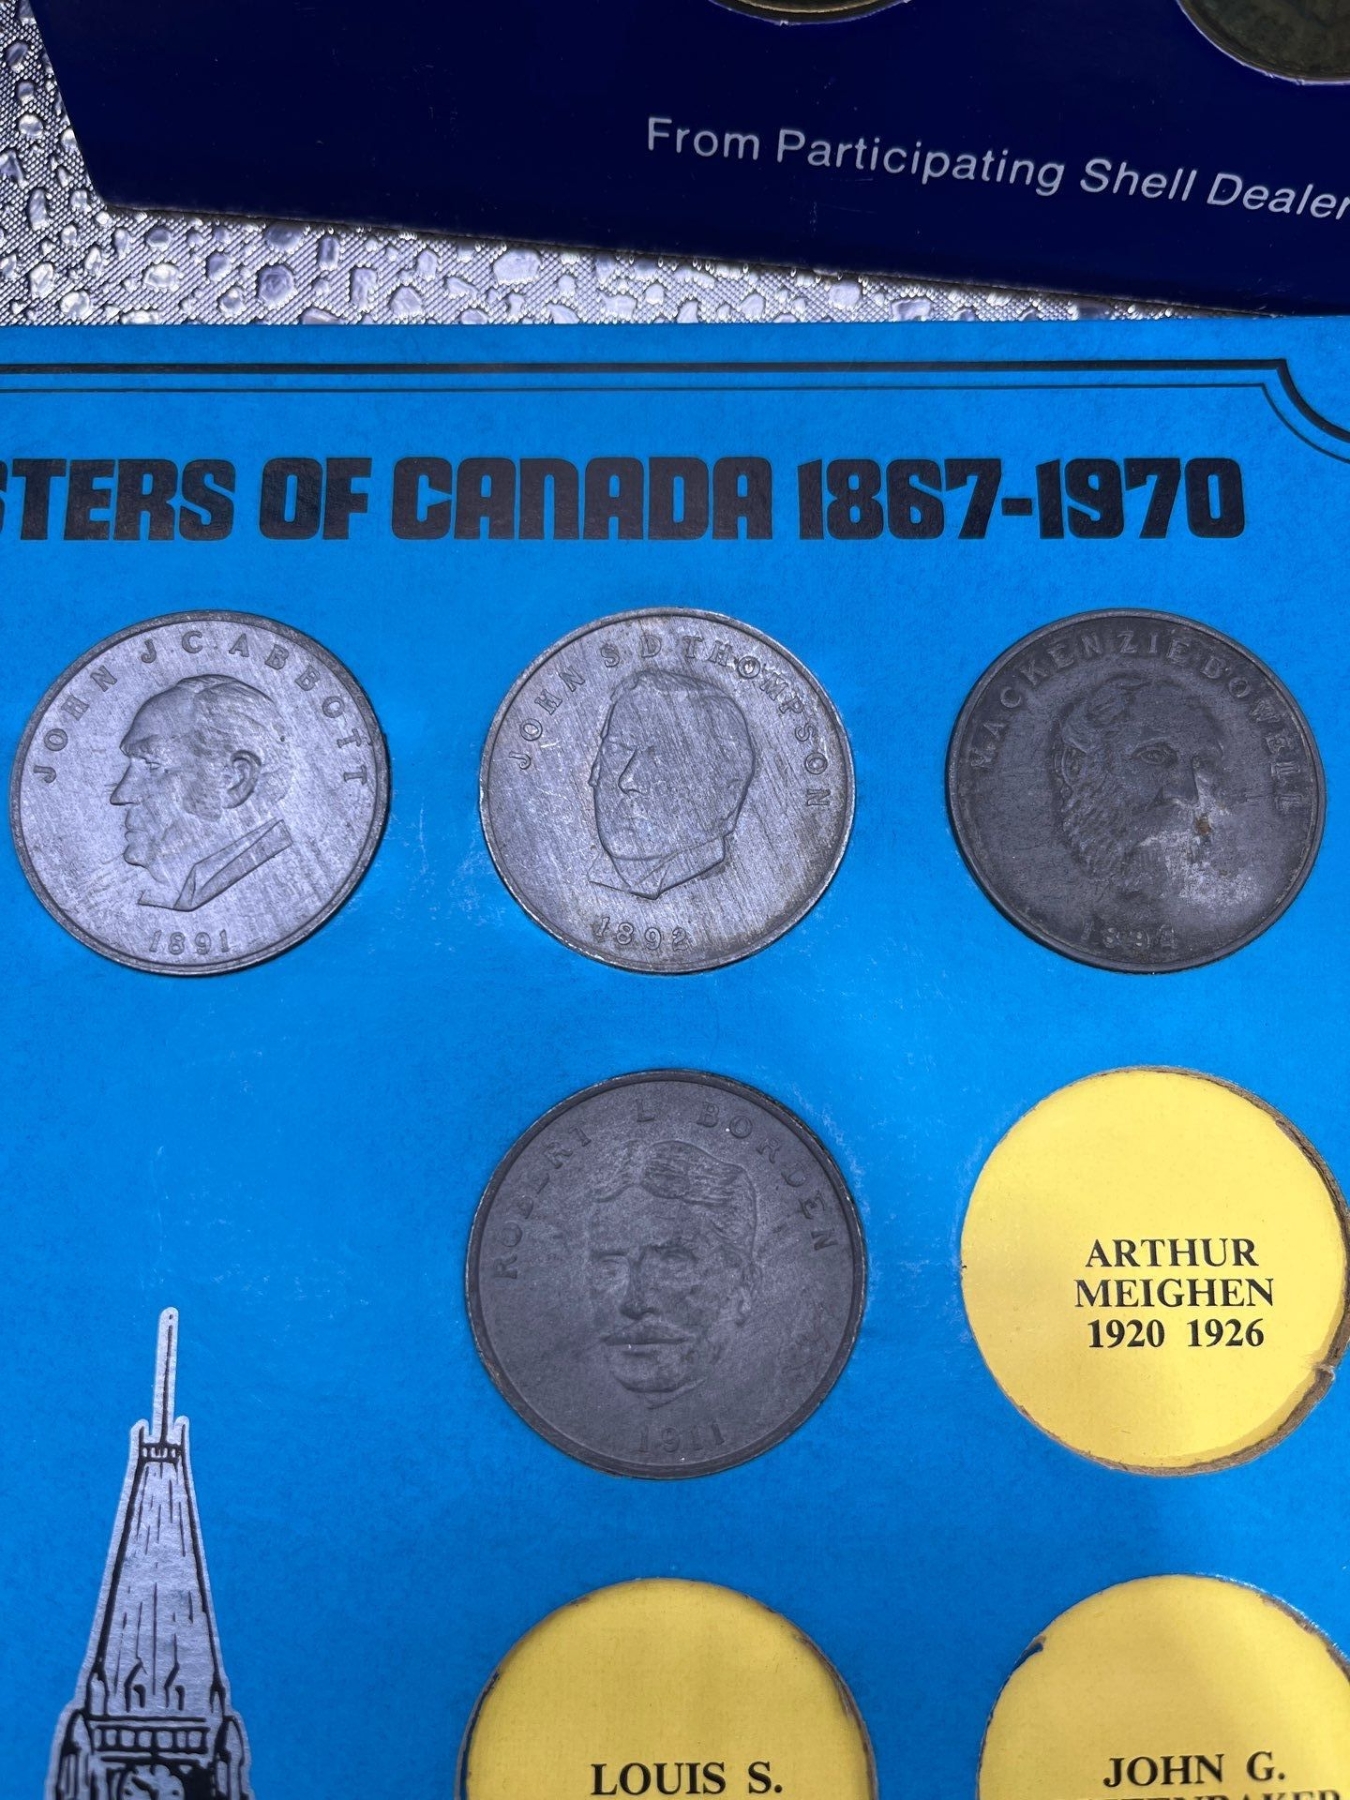 From Participating Shell Dealer
STERS OF CANADA 1867-1970
JOHN J C ABBOTT
1891
JOHN S D THOMPSON
1892
MACKENZIE BOWELL
1894
ROBERT L BORDEN
1911
ARTHUR
MEIGHEN
1920 1926
LOUIS S.
JOHN G.